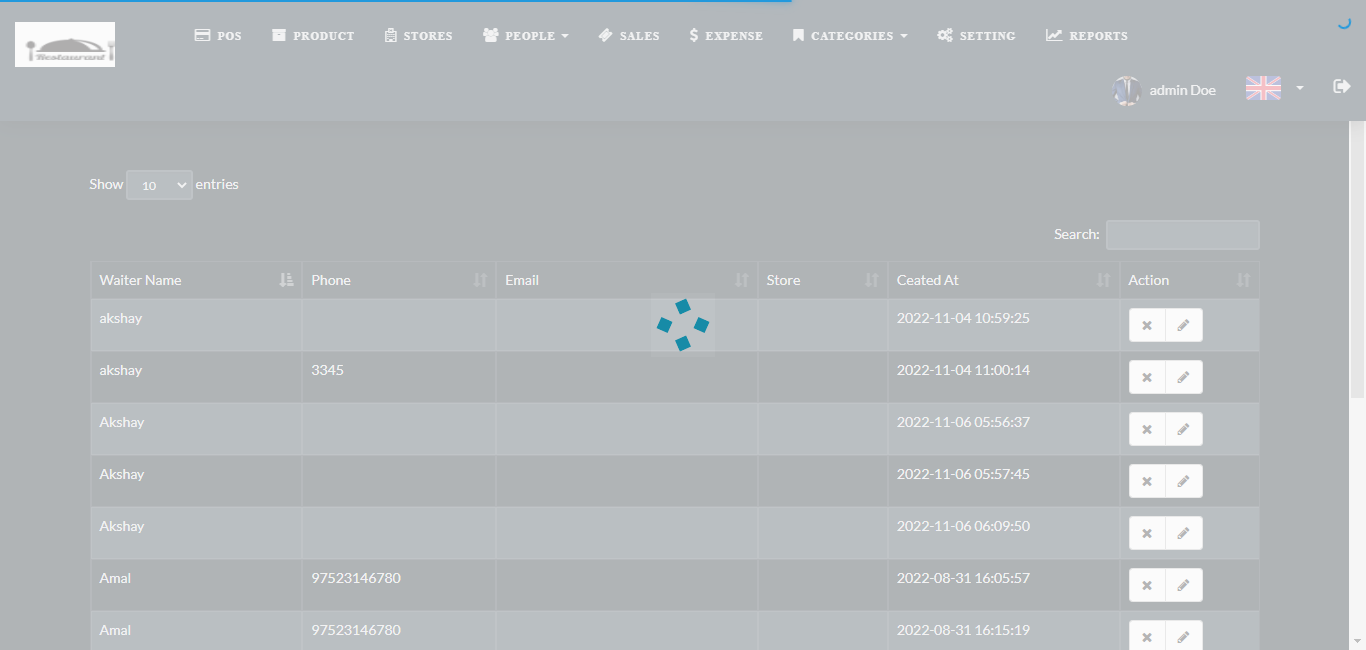 Restaurant
POS PRODUCT STORES PEOPLE SALES EXPENSE CATEGORIES SETTING REPORTS
admin Doe
Show 10 entries
Search:
Waiter Name Phone Email Store Ceated At Action
akshay 2022-11-04 10:59:25
akshay 3345 2022-11-04 11:00:14
Akshay 2022-11-06 05:56:37
Akshay 2022-11-06 05:57:45
Akshay 2022-11-06 06:09:50
Amal 97523146780 2022-08-31 16:05:57
Amal 97523146780 2022-08-31 16:15:19